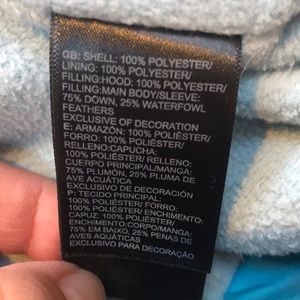 GB: SHELL: 100% POLYESTER/
LINING: 100% POLYESTER/
FILLING:HOOD: 100% POLYESTER/
FILLING:MAIN BODY/SLEEVE:
75% DOWN, 25% WATERFOWL
FEATHERS
EXCLUSIVE OF DECORATION
E: ARMAZÓN: 100% POLIÉSTER/
FORRO: 100% POLIÉSTER/
RELLENO:CAPUCHA:
100% POLIÉSTER/ RELLENO:
CUERPO PRINCIPAL/MANGA:
75% PLUMÓN, 25% PLUMA DE
AVE ACUÁTICA
EXCLUSIVO DE DECORACIÓN
P: TECIDO PRINCIPAL:
100% POLIÉSTER/ FORRO:
100% POLIÉSTER/ ENCHIMENTO:
CAPUZ: 100% POLIÉSTER/
ENCHIMENTO:CORPO/MANGA:
75% EM BAIXO, 25% PENAS DE
AVES AQUÁTICAS
EXCLUSIVO PARA DECORAÇÃO